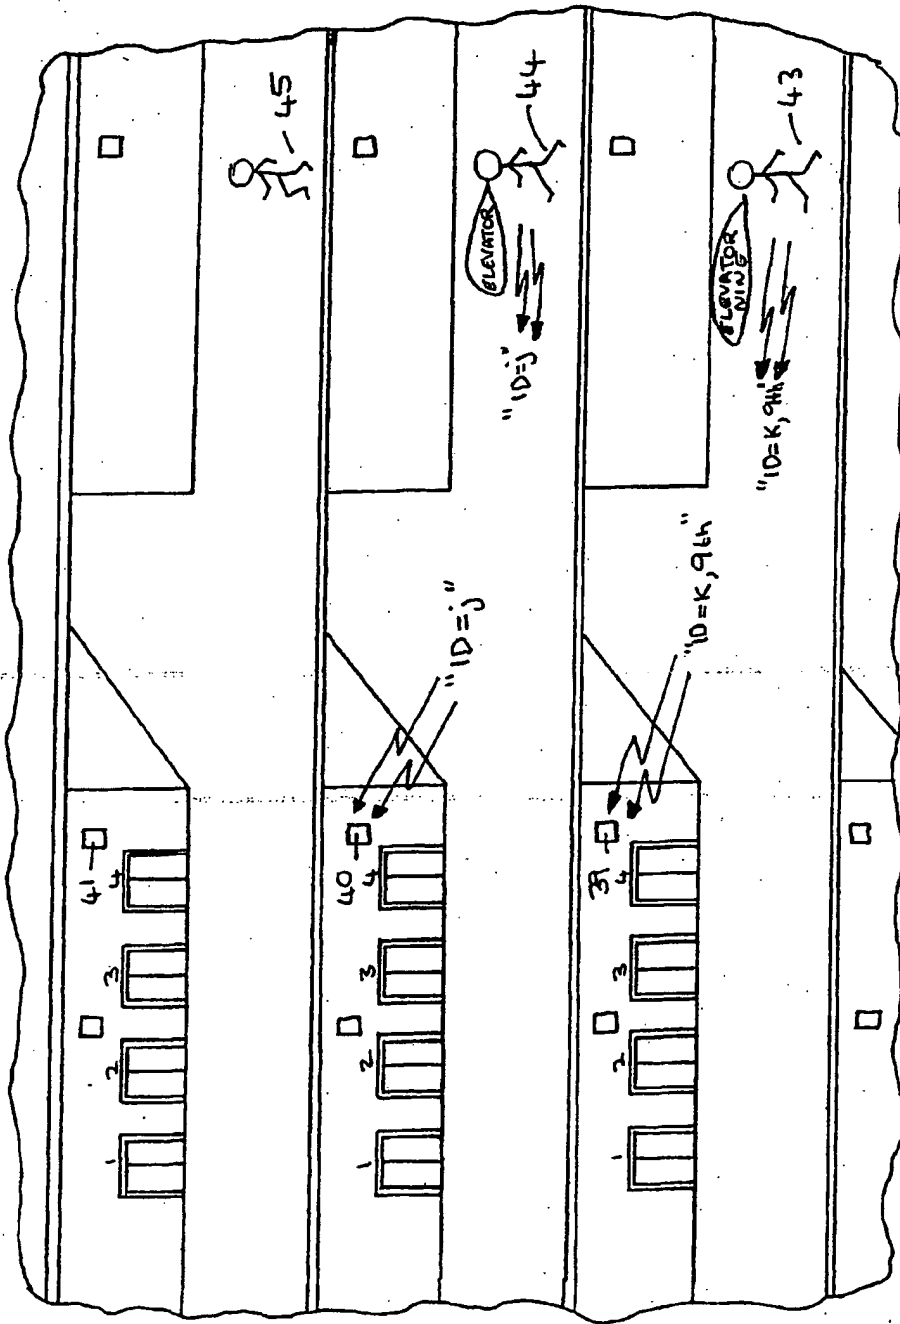 45
41
1
2
3
4
44
ELEVATOR
"ID=j"
"ID=j"
40
1
2
3
4
43
ELEVATOR
NINE
"ID=K, 9th"
"ID=K, 9th"
39
1
2
3
4